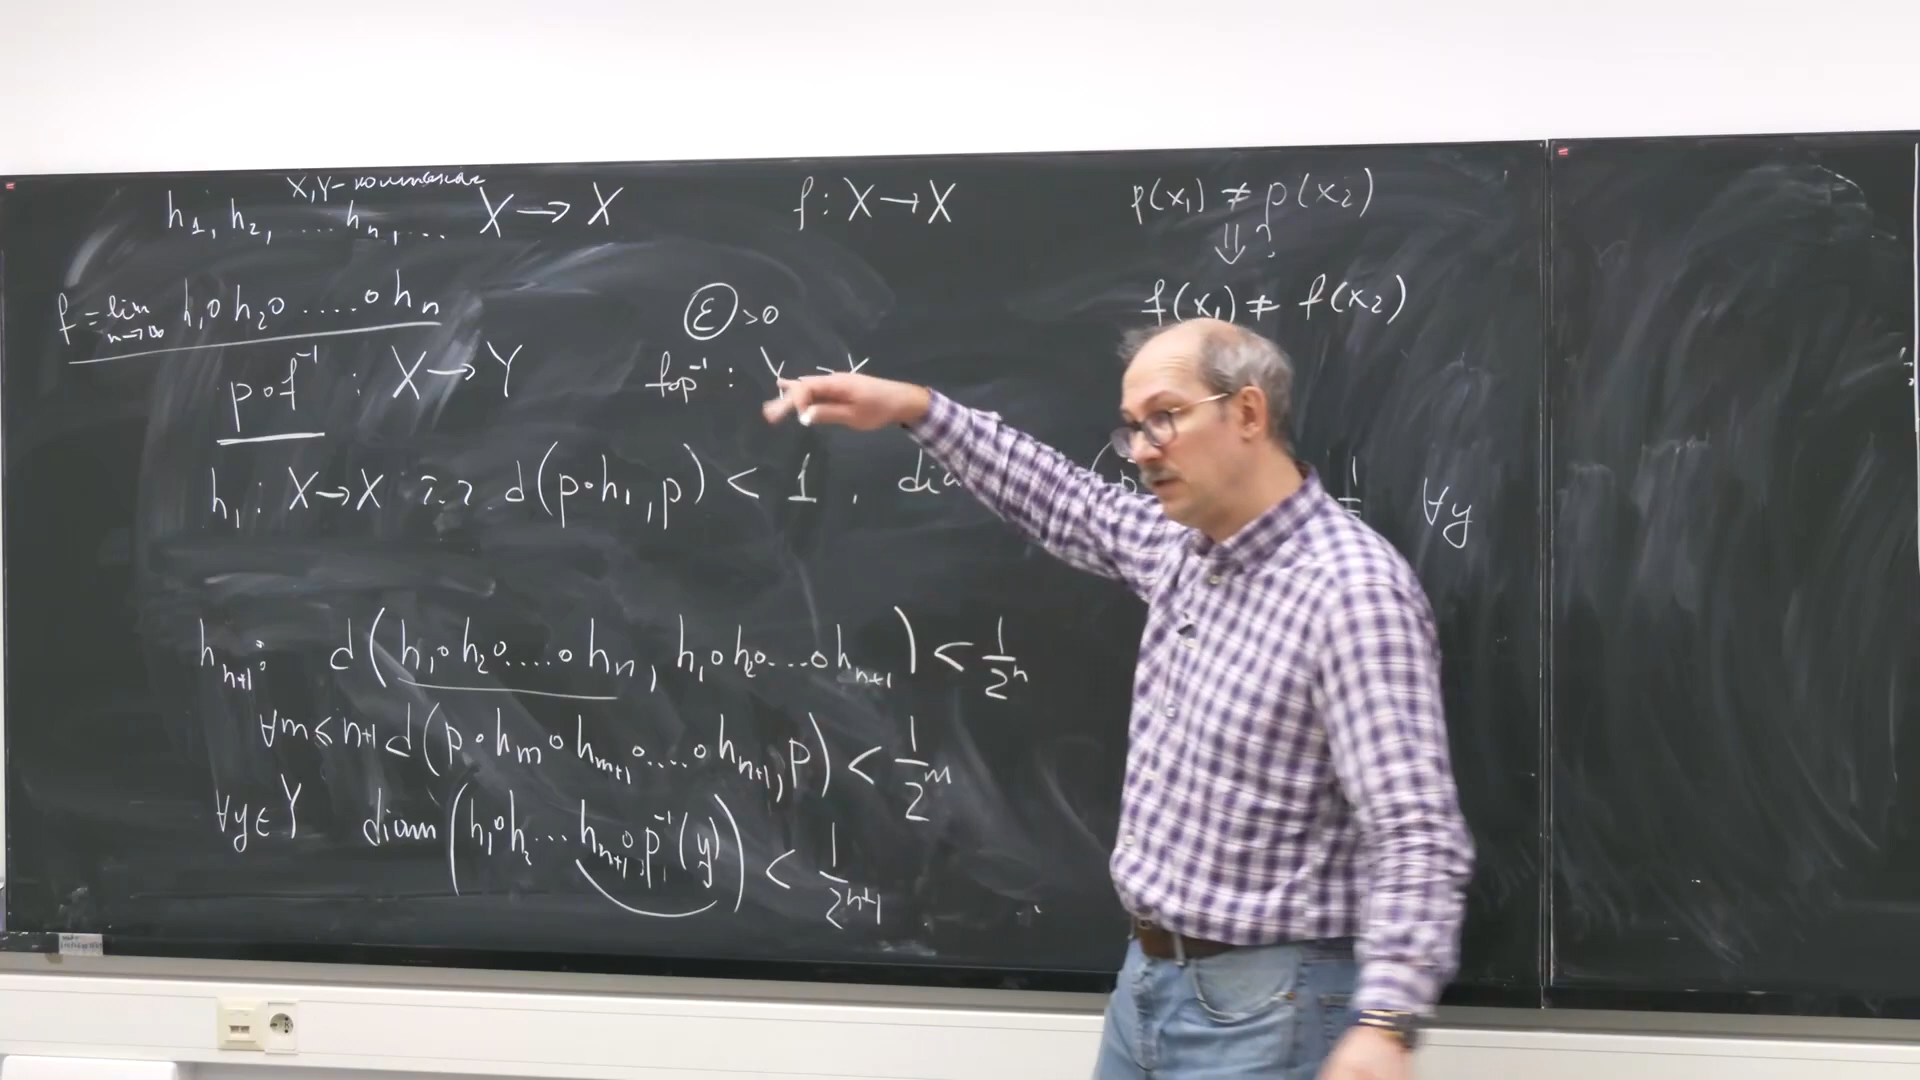 X, Y -
h₁, h₂, ... hₙ, ... X → X
f = lim n→∞ h₁∘h₂∘....∘hₙ
p∘f⁻¹ : X → Y
ε > 0
f∘p⁻¹ :
h₁ : X → X т.ч. d(p∘h₁, p) < 1,
∀y
hₙ₊₁: d(h₁∘h₂∘....∘hₙ, h₁∘h₂∘...∘hₙ₊₁) < 1/2ⁿ
∀m ≤ n+1 d(p∘hₘ∘hₘ₊₁∘....∘hₙ₊₁, p) < 1/2ᵐ
∀y∈Y diam(h₁∘h₂...hₙ₊₁∘p⁻¹(y)) < 1/2ⁿ⁺¹
f : X → X
p(x₁) ≠ p(x₂)
⇓ ?
f(x₁) ≠ f(x₂)